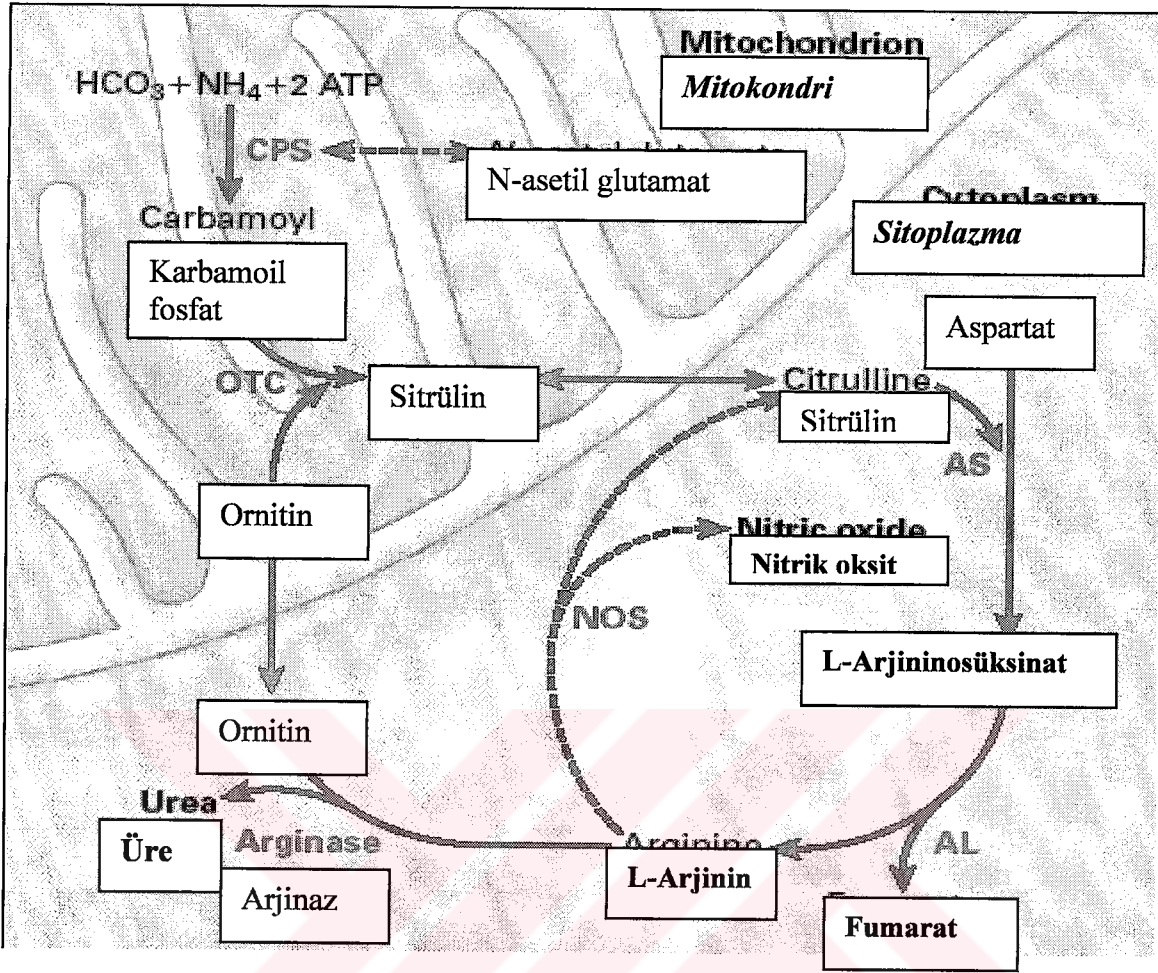 Mitochondrion
Mitokondri
HCO3+NH4+2 ATP
CPS
N-asetil glutamat
Cytoplasm
Sitoplazma
Carbamoyl
Karbamoil
fosfat
Aspartat
OTC
Sitrülin
Citrulline
Sitrülin
AS
Ornitin
Nitric oxide
Nitrik oksit
NOS
L-Arjininosüksinat
Ornitin
Urea
Üre
Arginase
Arjinaz
Arginine
L-Arjinin
AL
Fumarat